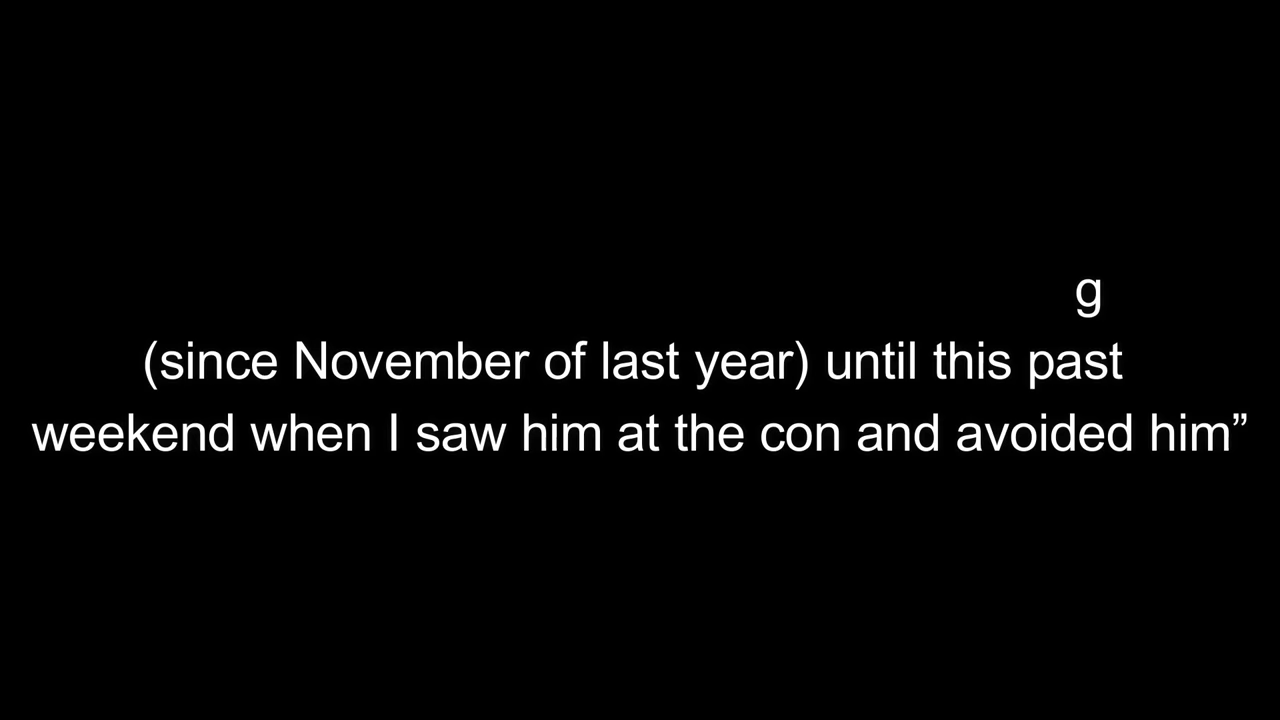 g
(since November of last year) until this past
weekend when I saw him at the con and avoided him”